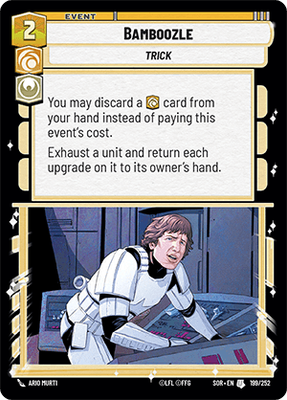 EVENT
2
BAMBOOZLE
TRICK
You may discard a card from
your hand instead of paying this
event's cost.
Exhaust a unit and return each
upgrade on it to its owner's hand.
ARIO MURTI
©LFL ©FFG
SOR • EN
199/252